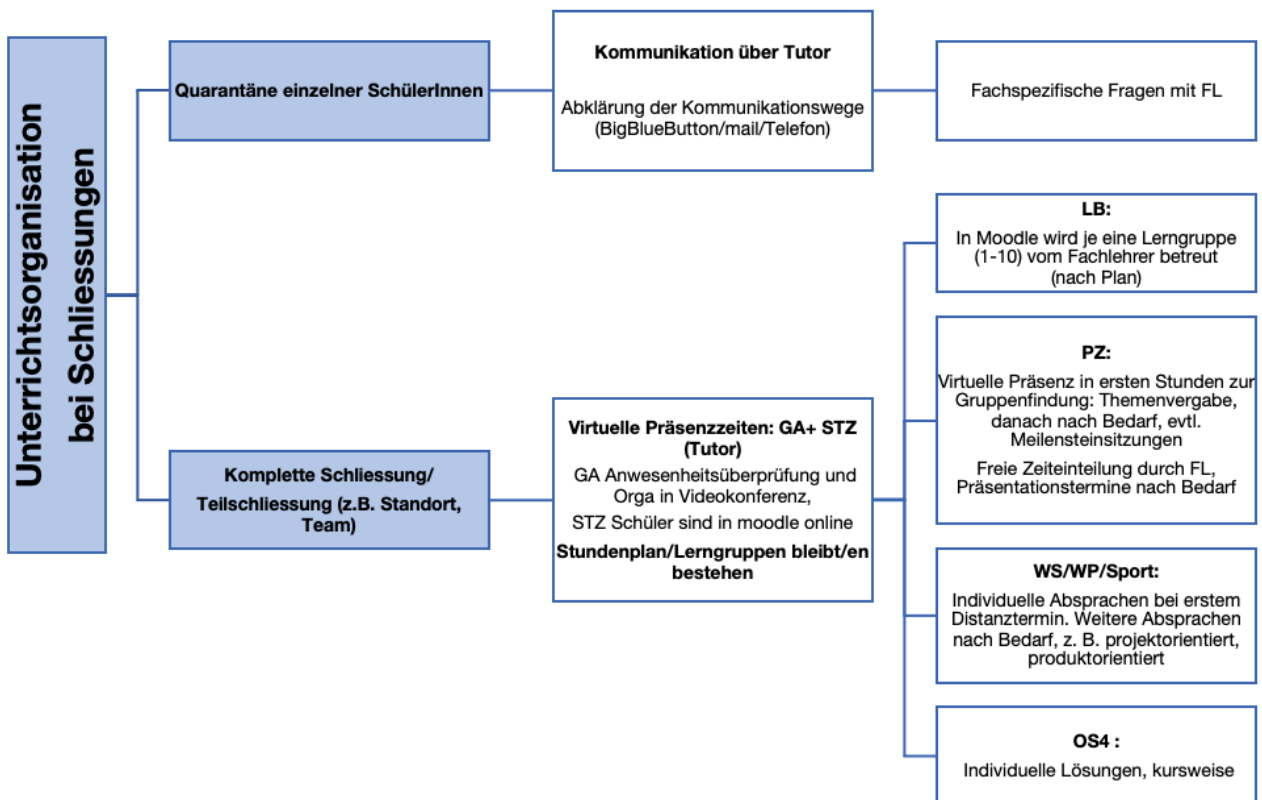 Unterrichtsorganisation
bei Schliessungen
Quarantäne einzelner SchülerInnen
Kommunikation über Tutor
Abklärung der Kommunikationswege
(BigBlueButton/mail/Telefon)
Fachspezifische Fragen mit FL
Komplette Schliessung/
Teilschliessung (z.B. Standort,
Team)
Virtuelle Präsenzzeiten: GA+ STZ
(Tutor)
GA Anwesenheitsüberprüfung und
Orga in Videokonferenz,
STZ Schüler sind in moodle online
Stundenplan/Lerngruppen bleibt/en
bestehen
LB:
In Moodle wird je eine Lerngruppe
(1-10) vom Fachlehrer betreut
(nach Plan)
PZ:
Virtuelle Präsenz in ersten Stunden zur
Gruppenfindung: Themenvergabe,
danach nach Bedarf, evtl.
Meilensteinsitzungen
Freie Zeiteinteilung durch FL,
Präsentationstermine nach Bedarf
WS/WP/Sport:
Individuelle Absprachen bei erstem
Distanztermin. Weitere Absprachen
nach Bedarf, z. B. projektorientiert,
produktorientiert
OS4 :
Individuelle Lösungen, kursweise